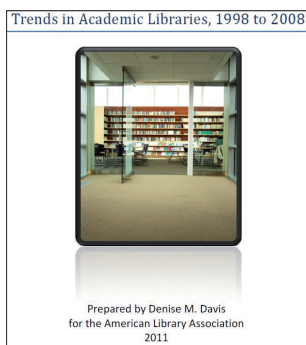 Trends in Academic Libraries, 1998 to 2008
Prepared by Denise M. Davis
for the American Library Association
2011